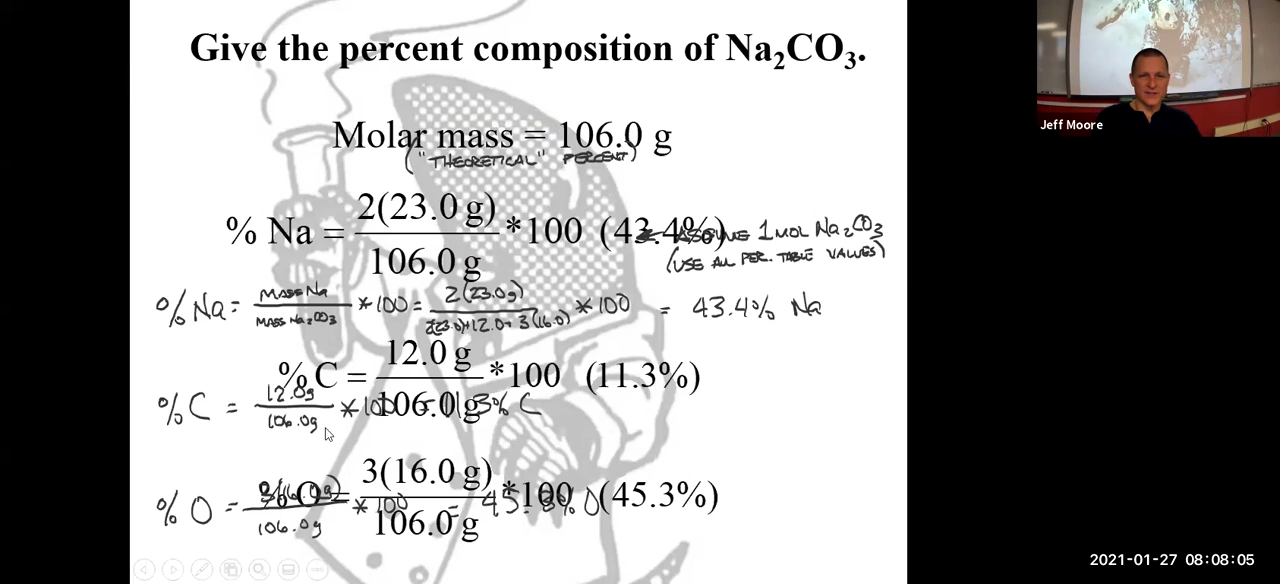 Give the percent composition of Na₂CO₃.
Jeff Moore
Molar mass = 106.0 g
("THEORETICAL" PERCENT)
% Na = 2(23.0 g) / 106.0 g *100 (43.4%)
1 MOL Na₂CO₃
(USE ALL PER. TABLE VALUES)
%Na = MASS Na / MASS Na₂CO₃ *100 = 2(23.0g) / 2(23.0)+12.0+3(16.0) *100 = 43.4% Na
% C = 12.0 g / 106.0 g *100 (11.3%)
%C = 12.0g / 106.0g *100 = 11.3% C
% O = 3(16.0 g) / 106.0 g *100 (45.3%)
%O = 3(16.0g) / 106.0g *100 = % O
2021-01-27 08:08:05